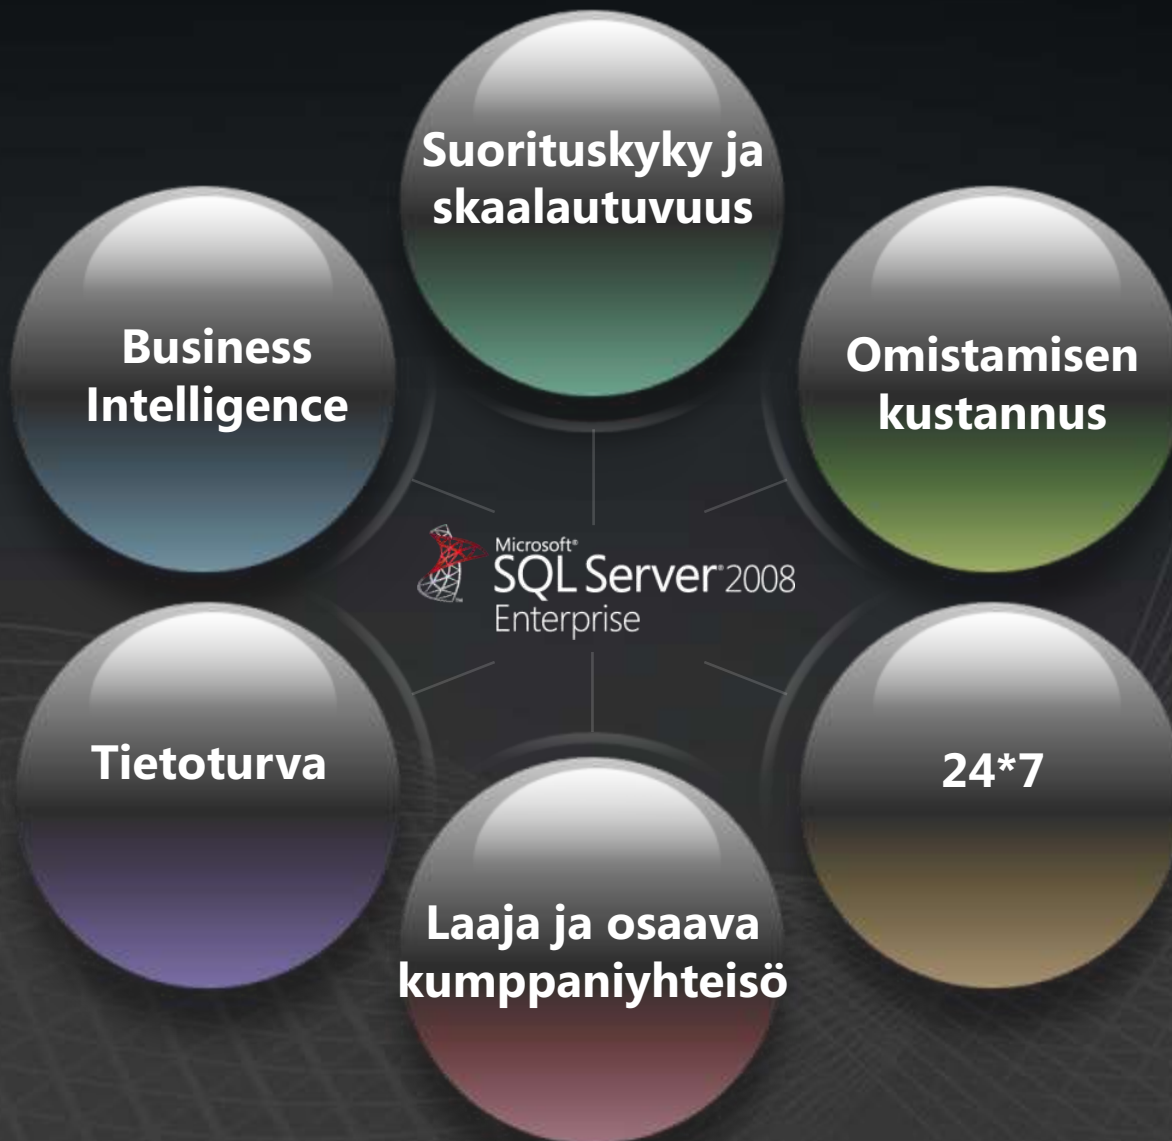 Suorituskyky ja
skaalautuvuus
Business
Intelligence
Omistamisen
kustannus
Microsoft®
SQL Server® 2008
Enterprise
Tietoturva
24*7
Laaja ja osaava
kumppaniyhteisö